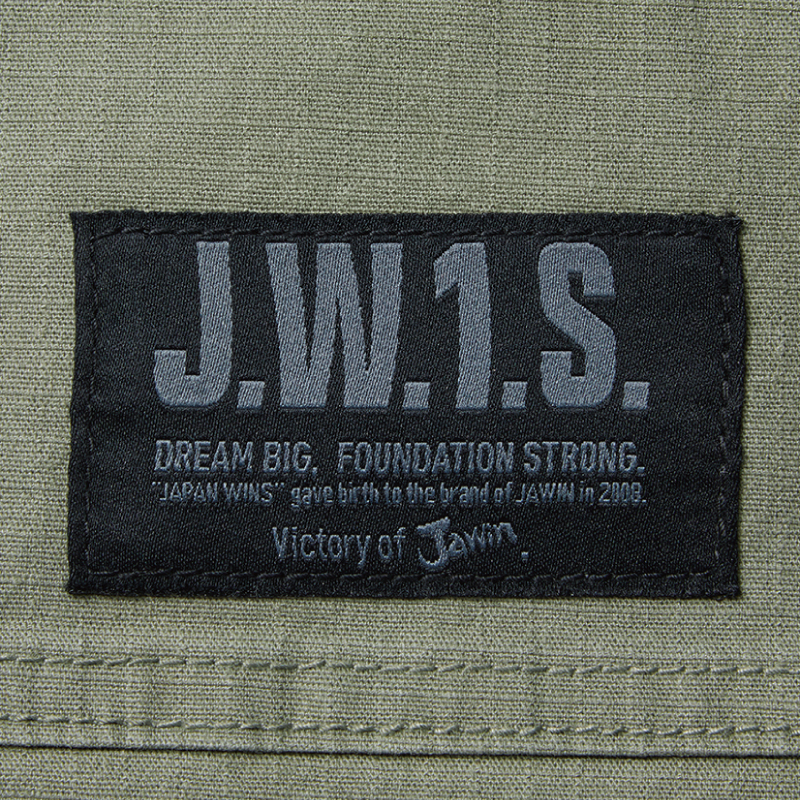 J.W.1.S.
DREAM BIG. FOUNDATION STRONG.
"JAPAN WINS" gave birth to the brand of JAWIN in 2008.
Victory of Jawin.